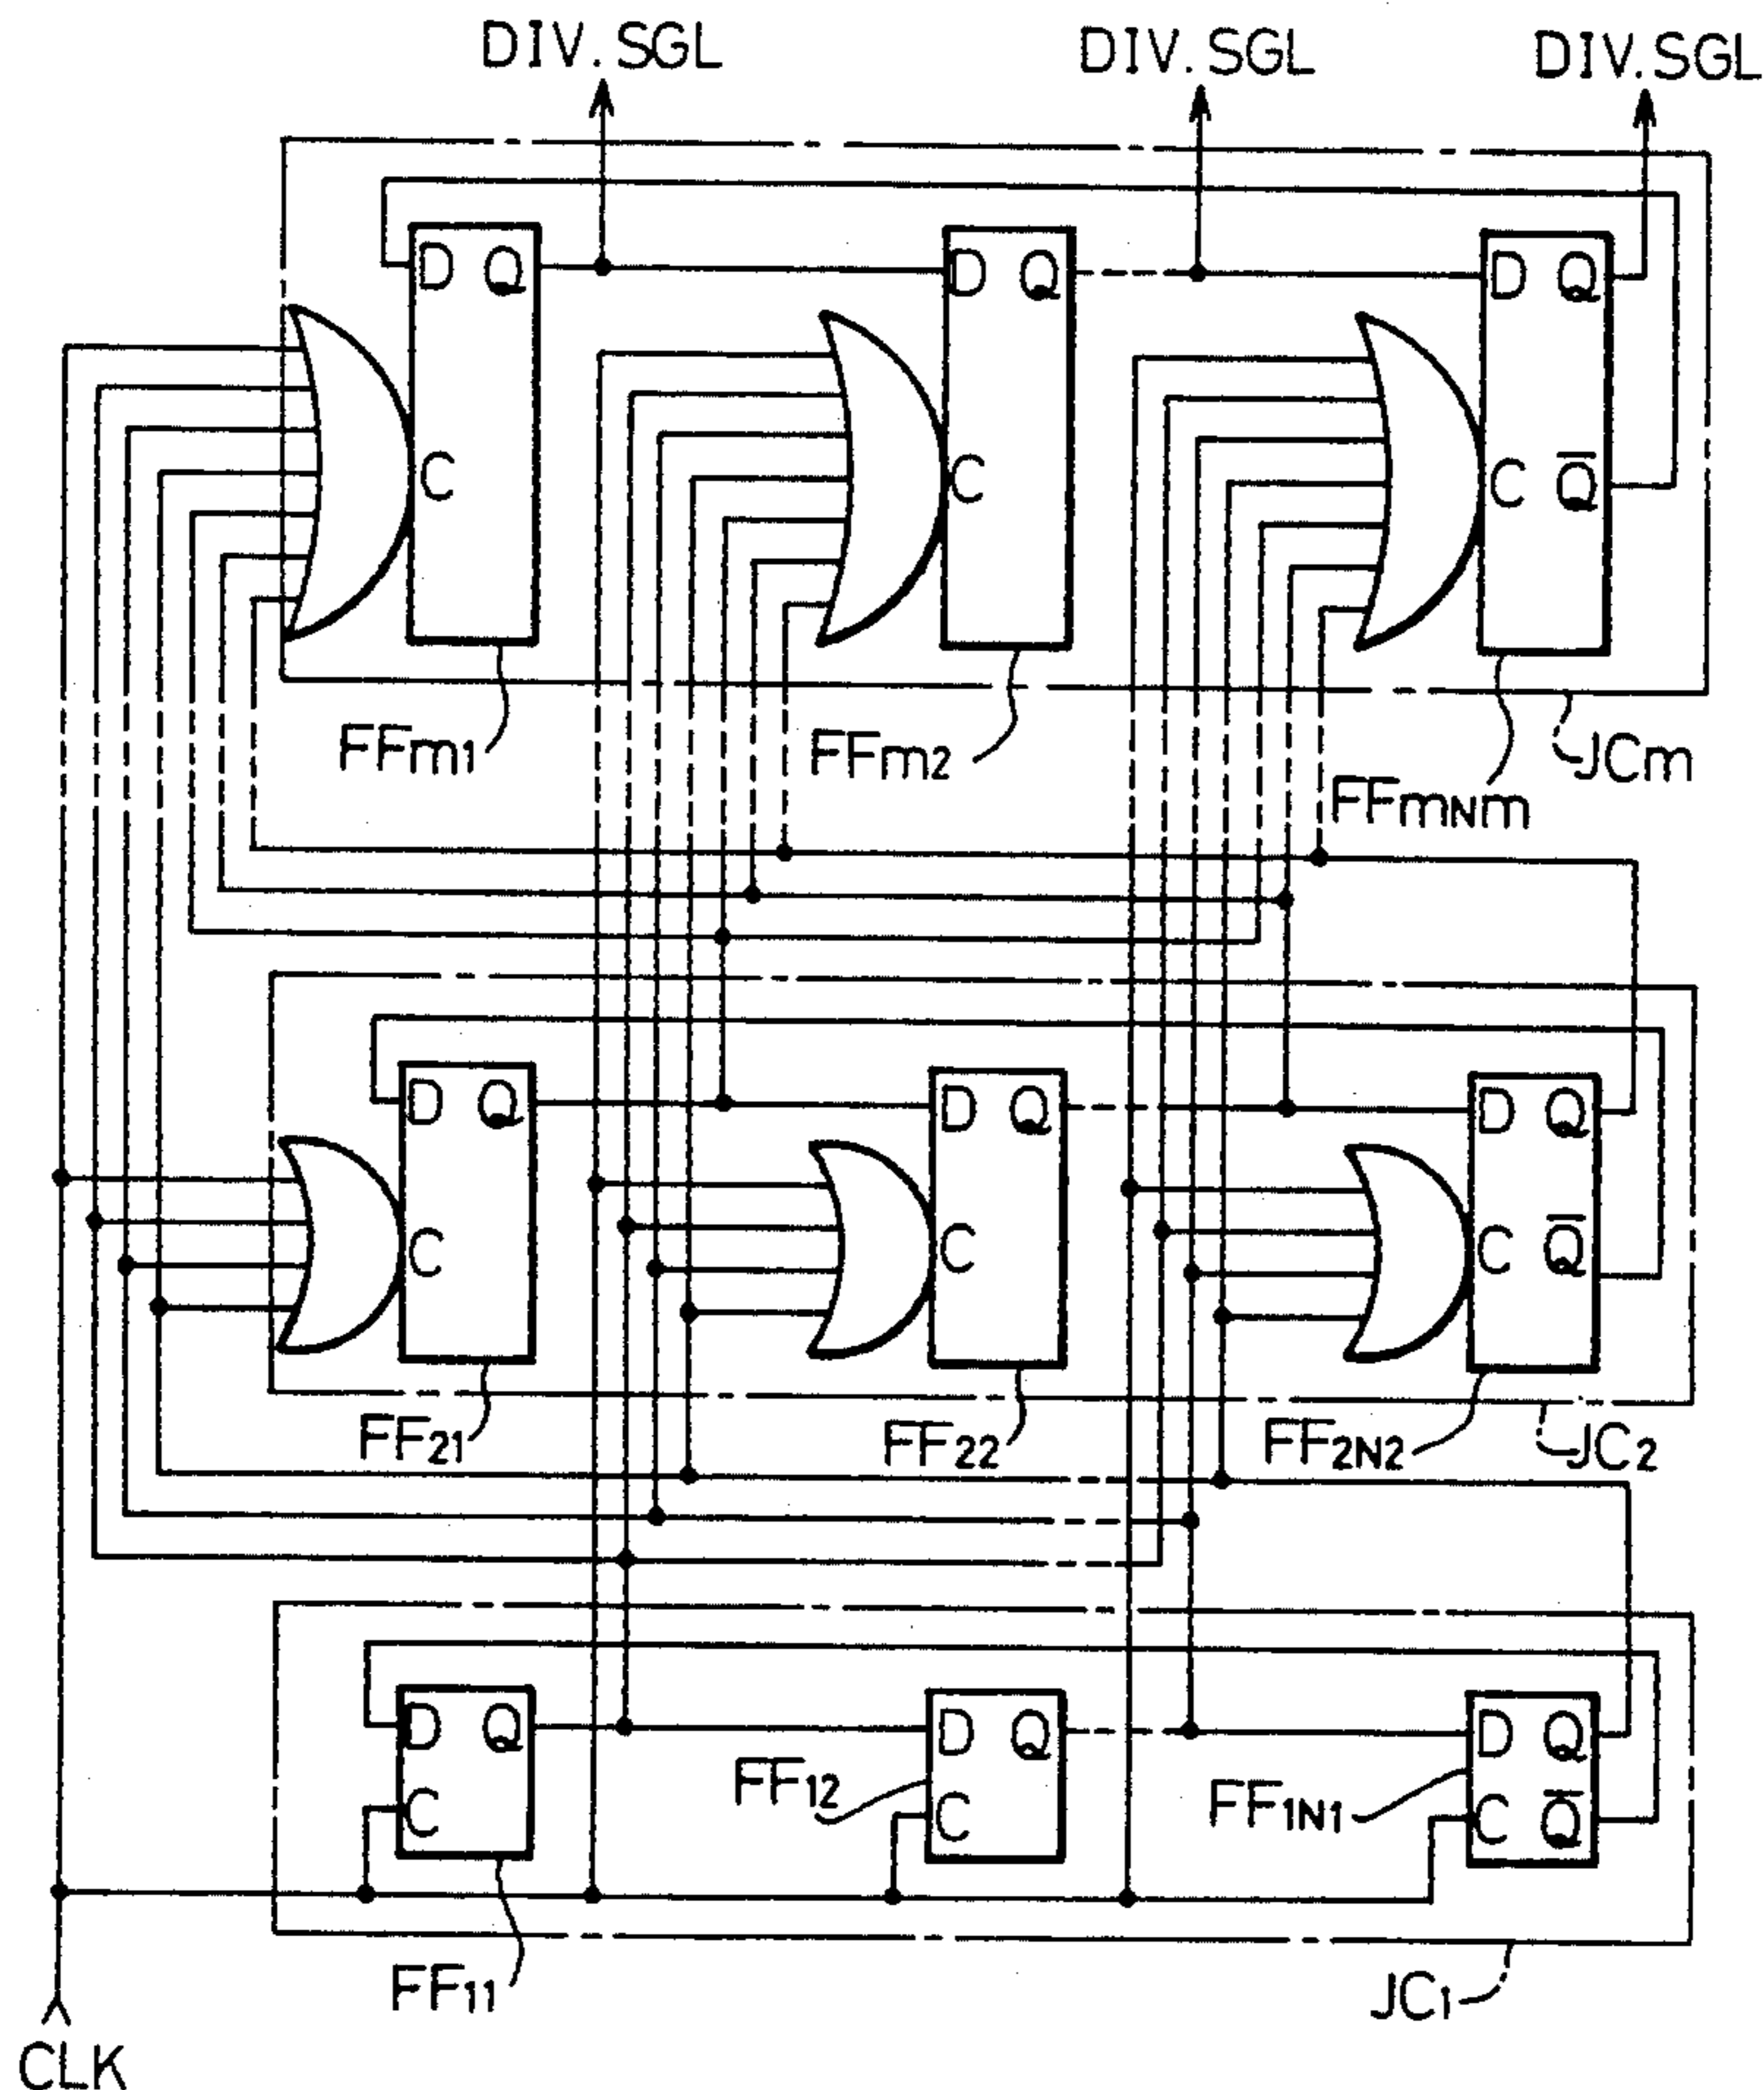 DIV.SGL DIV.SGL DIV.SGL
D Q D Q D Q
C C C Q̅
FFm1 FFm2 FFmNm JCm
D Q D Q D Q
C C C Q̅
FF21 FF22 FF2N2 JC2
D Q D Q D Q
C FF12 C FF1N1 C Q̅
FF11 JC1
CLK